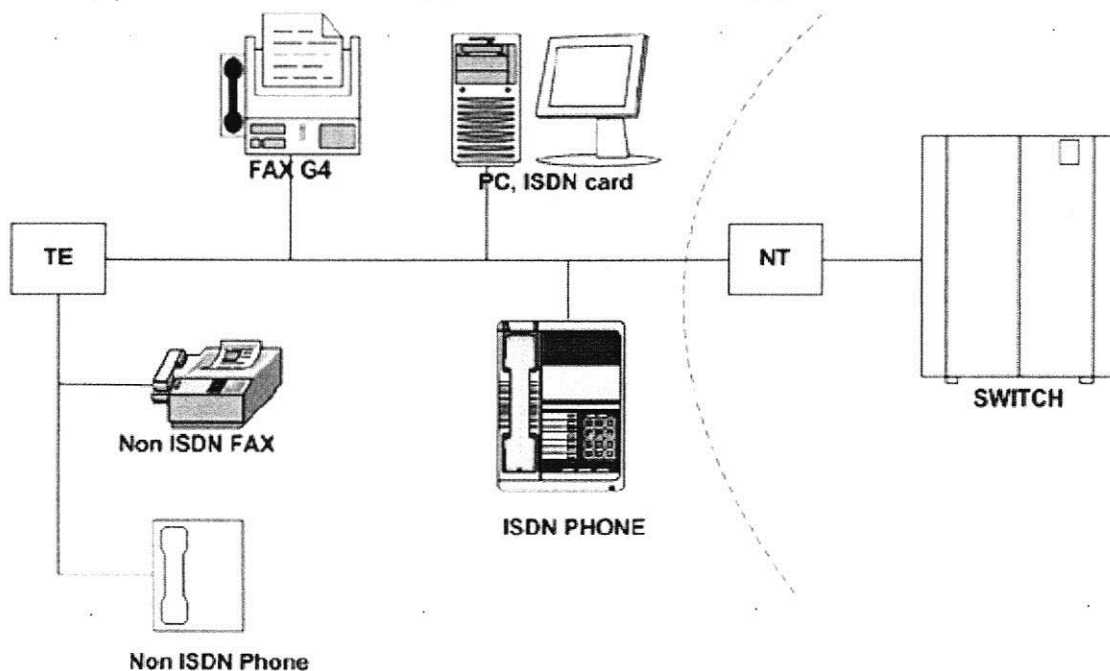 FAX G4
PC, ISDN card
TE
NT
SWITCH
Non ISDN FAX
ISDN PHONE
Non ISDN Phone